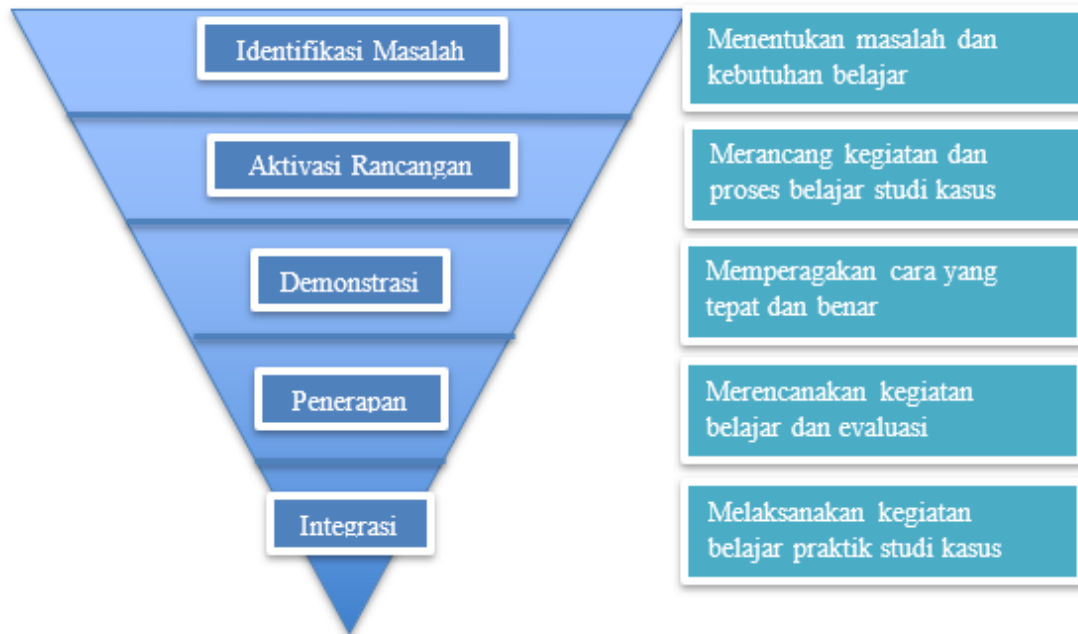 Identifikasi Masalah
Menentukan masalah dan
kebutuhan belajar
Aktivasi Rancangan
Merancang kegiatan dan
proses belajar studi kasus
Demonstrasi
Memperagakan cara yang
tepat dan benar
Penerapan
Merencanakan kegiatan
belajar dan evaluasi
Integrasi
Melaksanakan kegiatan
belajar praktik studi kasus